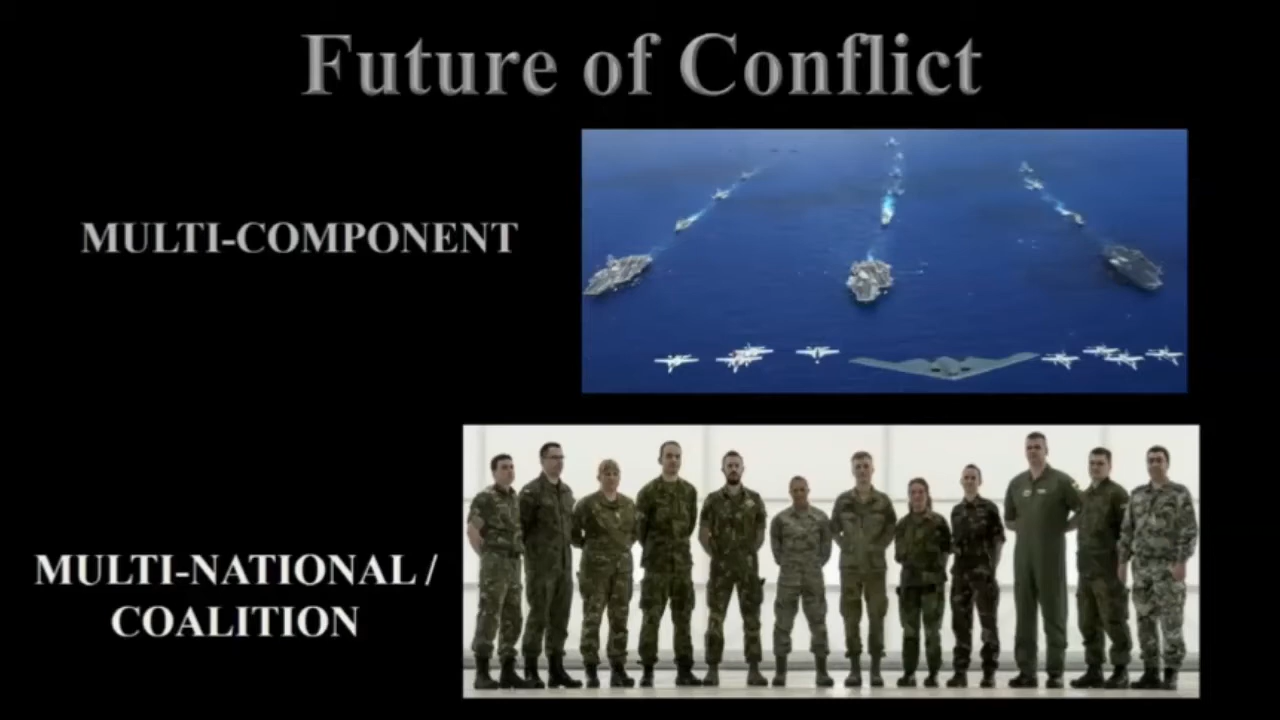 Future of Conflict
MULTI-COMPONENT
MULTI-NATIONAL /
COALITION